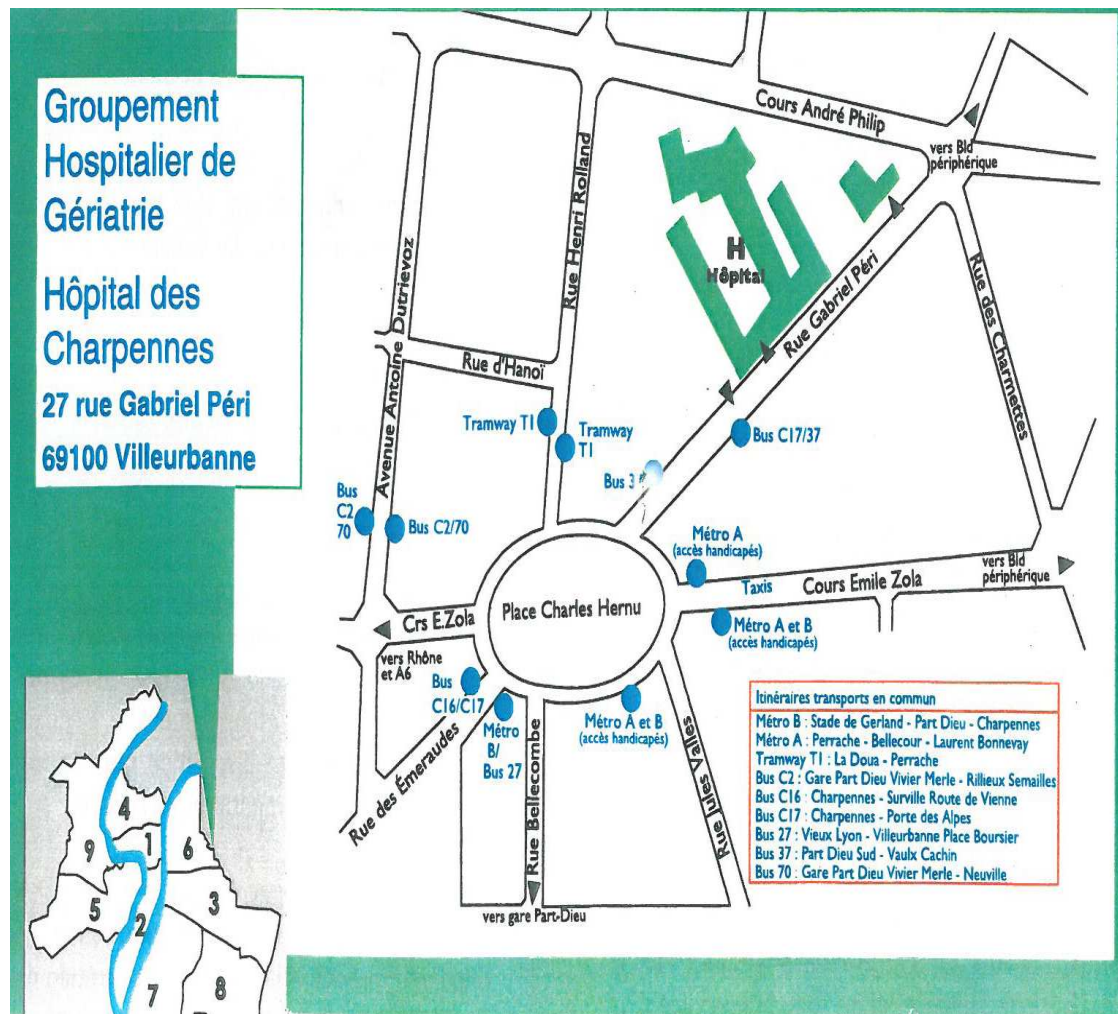 Groupement
Hospitalier de
Gériatrie
Hôpital des
Charpennes
27 rue Gabriel Péri
69100 Villeurbanne
Cours André Philip
vers Bld
périphérique
Rue Henri Rolland
Avenue Antoine Dutrievoz
H
Hôpital
Rue Gabriel Péri
Rue des Charmettes
Rue d'Hanoï
Tramway T1
Tramway
T1
Bus C17/37
Bus 3
Bus
C2
70
Bus C2/70
Métro A
(accès handicapés)
Taxis
Cours Emile Zola
vers Bld
périphérique
Place Charles Hernu
Crs E.Zola
vers Rhône
et A6
Métro A et B
(accès handicapés)
Bus
C16/C17
Métro
B/
Bus 27
Métro A et B
(accès handicapés)
Rue des Émeraudes
Rue Bellecombe
Rue Jules Valles
vers gare Part-Dieu
Itinéraires transports en commun
Métro B : Stade de Gerland - Part Dieu - Charpennes
Métro A : Perrache - Bellecour - Laurent Bonnevay
Tramway T1 : La Doua - Perrache
Bus C2 : Gare Part Dieu Vivier Merle - Rillieux Semailles
Bus C16 : Charpennes - Surville Route de Vienne
Bus C17 : Charpennes - Porte des Alpes
Bus 27 : Vieux Lyon - Villeurbanne Place Boursier
Bus 37 : Part Dieu Sud - Vaulx Cachin
Bus 70 : Gare Part Dieu Vivier Merle - Neuville
4
9
1
6
5
2
3
7
8